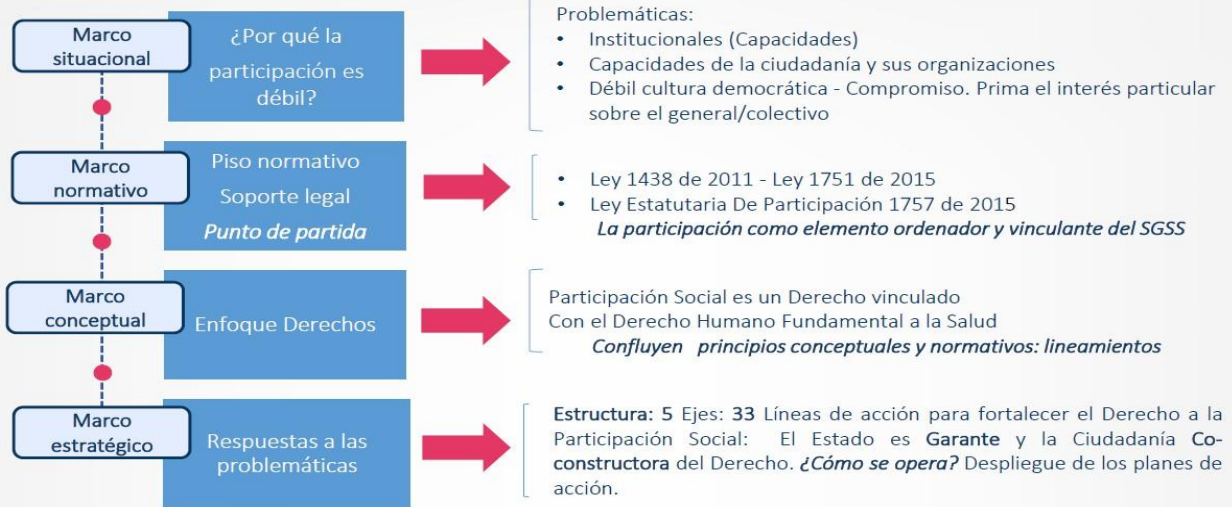 Marco
situacional
¿Por qué la
participación es
débil?
Problemáticas:
• Institucionales (Capacidades)
• Capacidades de la ciudadanía y sus organizaciones
• Débil cultura democrática - Compromiso. Prima el interés particular
sobre el general/colectivo
Marco
normativo
Piso normativo
Soporte legal
Punto de partida
• Ley 1438 de 2011 - Ley 1751 de 2015
• Ley Estatutaria De Participación 1757 de 2015
La participación como elemento ordenador y vinculante del SGSS
Marco
conceptual
Enfoque Derechos
Participación Social es un Derecho vinculado
Con el Derecho Humano Fundamental a la Salud
Confluyen principios conceptuales y normativos: lineamientos
Marco
estratégico
Respuestas a las
problemáticas
Estructura: 5 Ejes: 33 Líneas de acción para fortalecer el Derecho a la
Participación Social: El Estado es Garante y la Ciudadanía Co-
constructora del Derecho. ¿Cómo se opera? Despliegue de los planes de
acción.